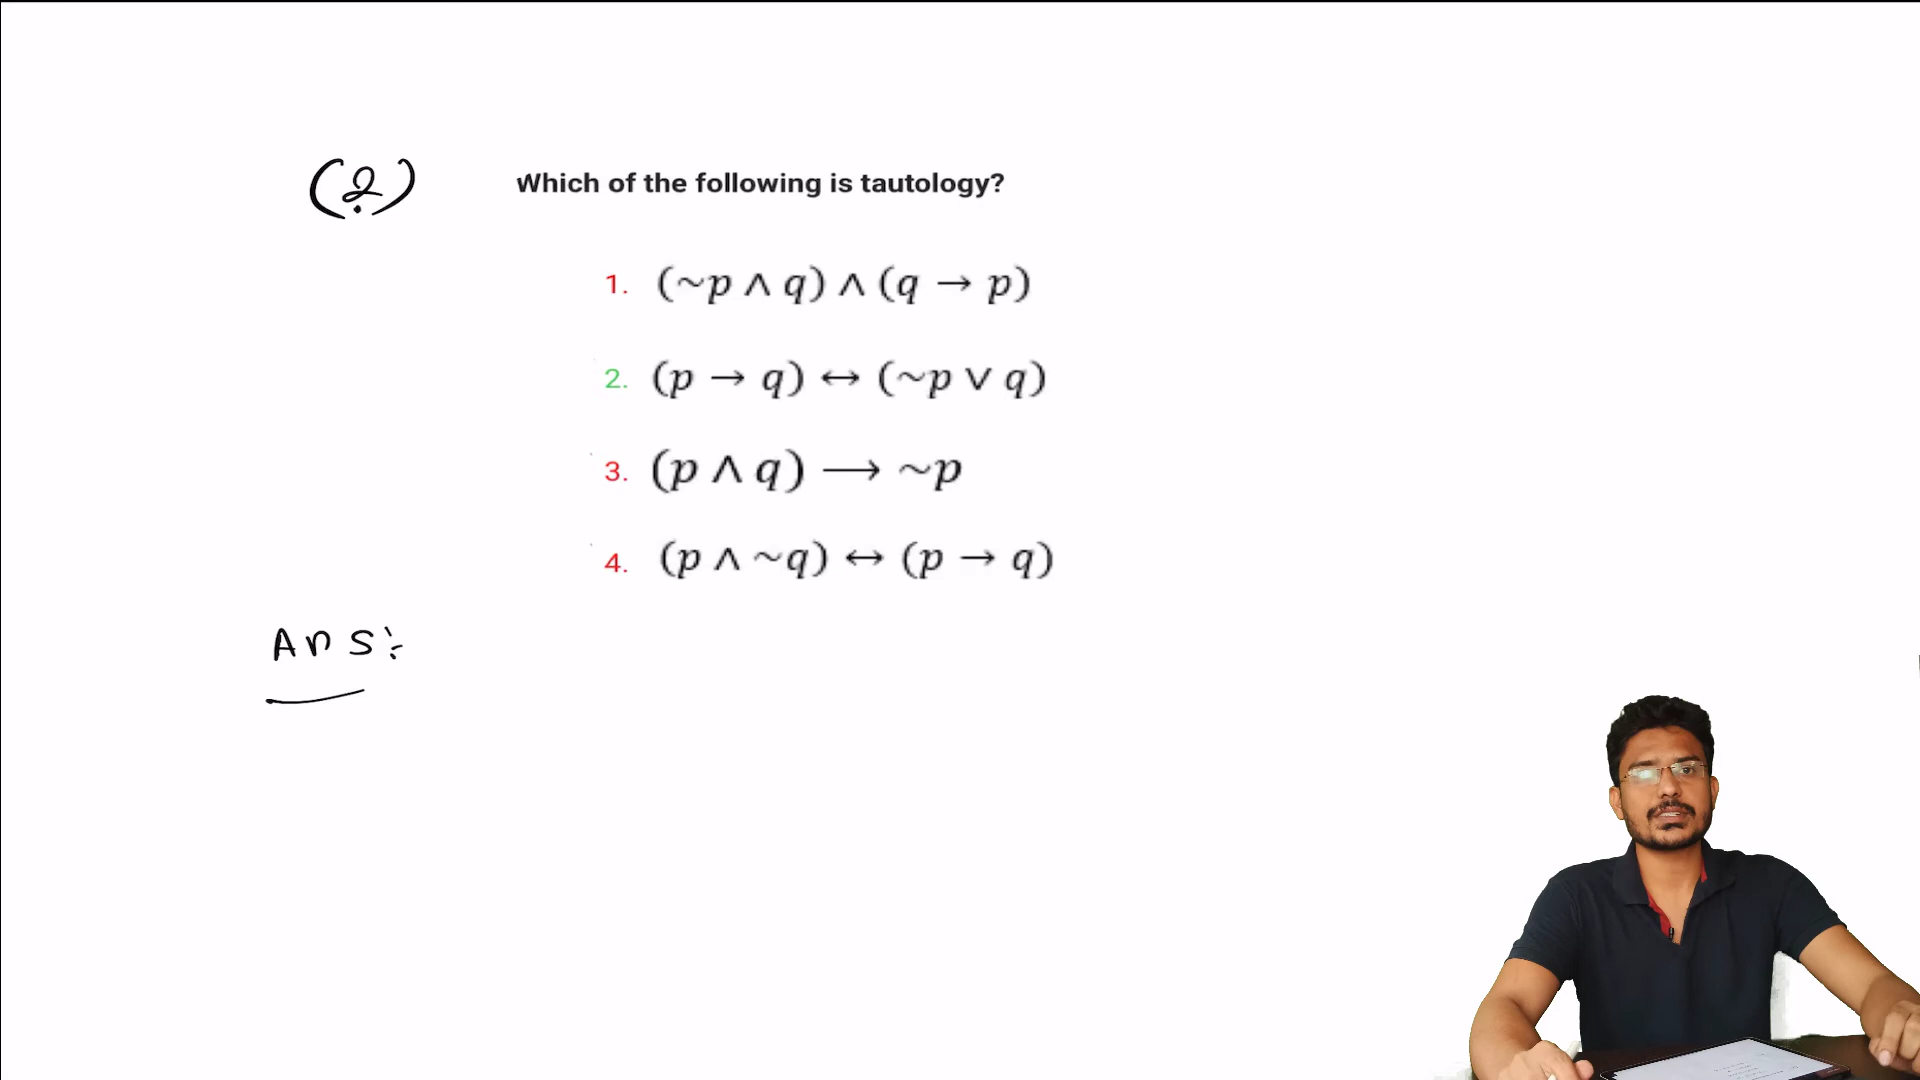 (2) Which of the following is tautology?
1. (~p ∧ q) ∧ (q → p)
2. (p → q) ↔ (~p ∨ q)
3. (p ∧ q) ⟶ ~p
4. (p ∧ ~q) ↔ (p → q)
Ans: